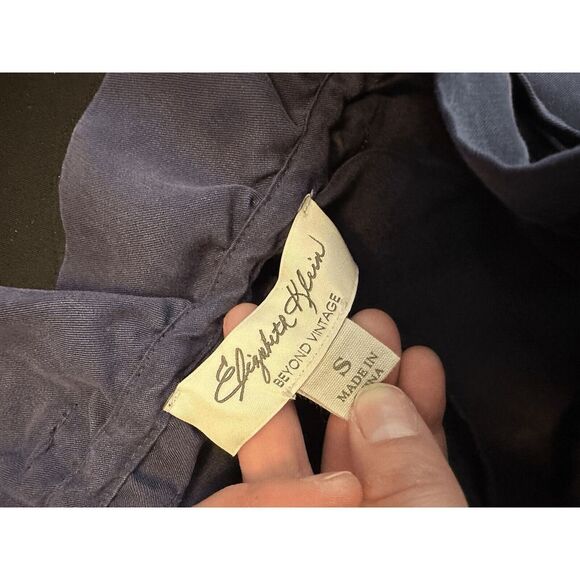 Elizabeth Klein
BEYOND VINTAGE
S
MADE IN